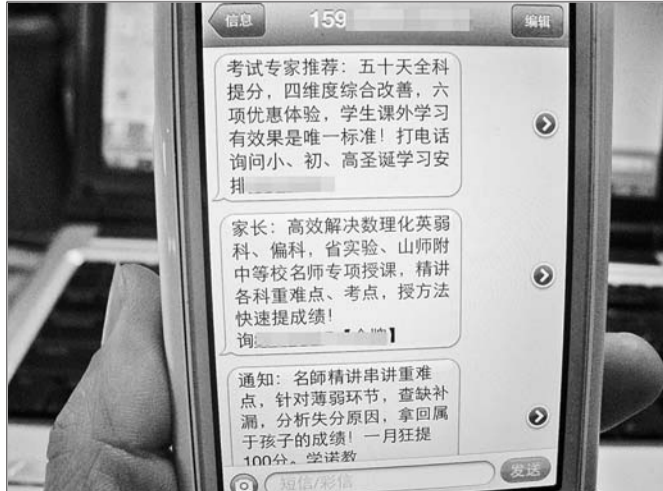 信息
159
编辑
考试专家推荐：五十天全科
提分，四维度综合改善，六
项优惠体验，学生课外学习
有效果是唯一标准！打电话
询问小、初、高圣诞学习安
排
家长：高效解决数理化英弱
科、偏科，省实验、山师附
中等校名师专项授课，精讲
各科重难点、考点，授方法
快速提成绩！
询
通知：名師精讲串讲重难
点，针对薄弱环节，查缺补
漏，分析失分原因，拿回属
于孩子的成绩！一月狂提
100分。学诺教
短信/彩信
发送